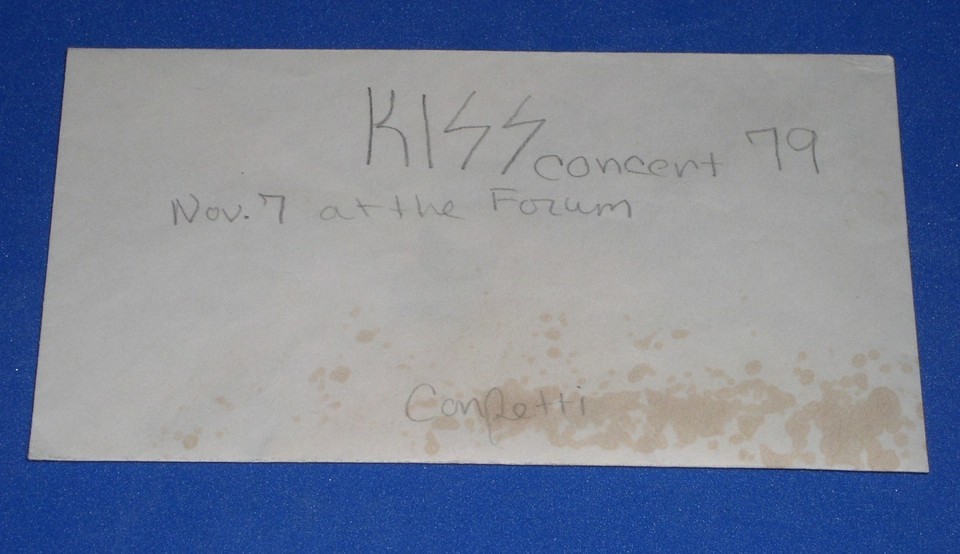 KISS concert 79
Nov. 7 at the Forum
Confetti